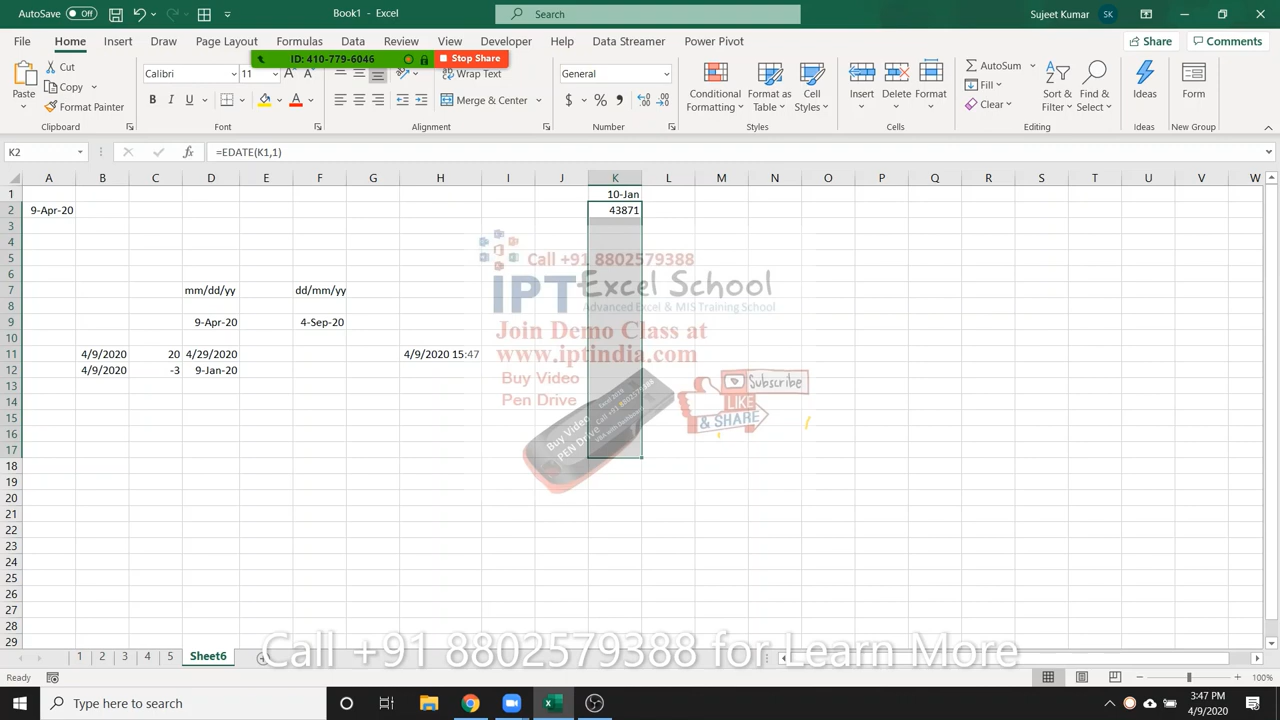 AutoSave Off Book1 - Excel Search Sujeet Kumar SK
File Home Insert Draw Page Layout Formulas Data Review View Developer Help Data Streamer Power Pivot Share Comments
ID: 410-779-6046 Stop Share
Paste Cut Copy Format Painter Clipboard
Calibri 11 B I U Font
Wrap Text Merge & Center Alignment
General $ % Number
Conditional Formatting Format as Table Cell Styles Styles
Insert Delete Format Cells
AutoSum Fill Clear Sort & Filter Find & Select Editing
Ideas Ideas
Form New Group
K2 fx =EDATE(K1,1)
A B C D E F G H I J K L M N O P Q R S T U V W
1 10-Jan
2 9-Apr-20 43871
3
4
5
6
7 mm/dd/yy dd/mm/yy
8
9 9-Apr-20 4-Sep-20
10
11 4/9/2020 20 4/29/2020 4/9/2020 15:47
12 4/9/2020 -3 9-Jan-20
13
14
15
16
17
18
19
20
21
22
23
24
25
26
27
28
29
Call +91 8802579388
IPT Excel School
Advanced Excel & MIS Training School
Join Demo Class at
www.iptindia.com
Buy Video
Pen Drive
Subscribe
LIKE
& SHARE
Buy Video
PEN Drive
1 2 3 4 5 Sheet6
Call +91 8802579388 for Learn More
Ready 100%
Type here to search
3:47 PM
4/9/2020